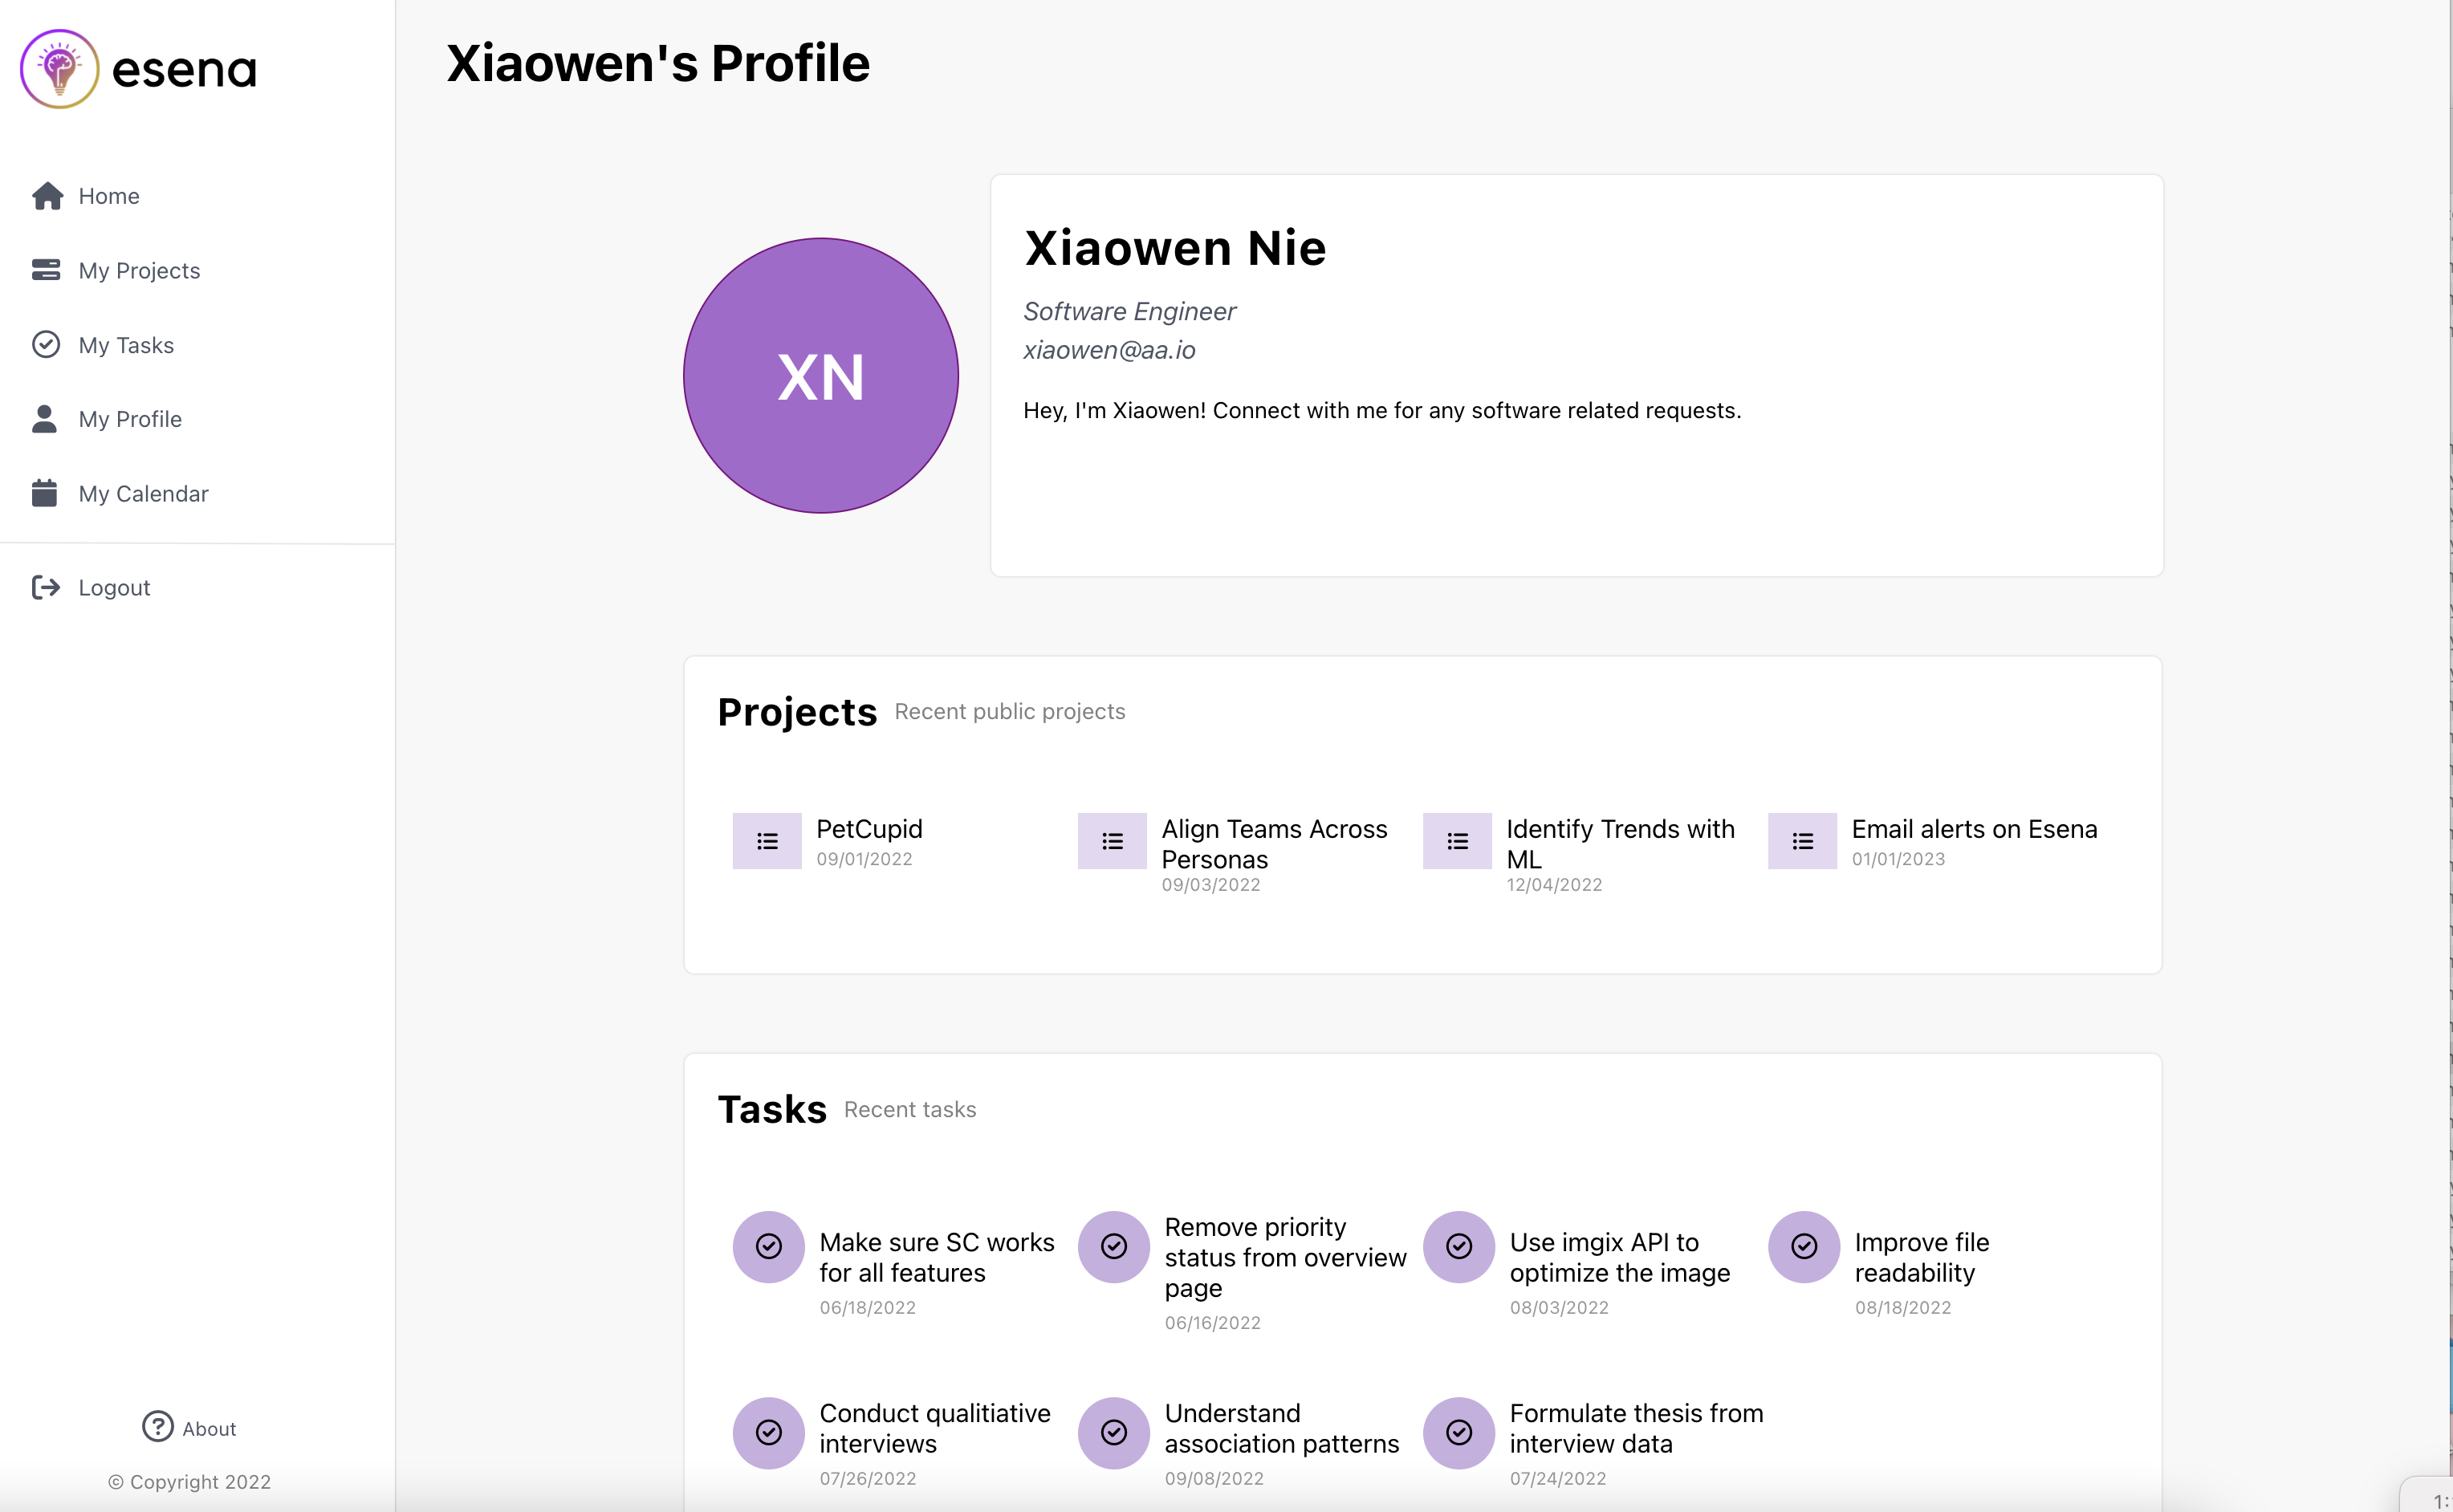 esena
Home
My Projects
My Tasks
My Profile
My Calendar
Logout
About
© Copyright 2022
Xiaowen's Profile
XN
Xiaowen Nie
Software Engineer
xiaowen@aa.io
Hey, I'm Xiaowen! Connect with me for any software related requests.
Projects Recent public projects
PetCupid
09/01/2022
Align Teams Across
Personas
09/03/2022
Identify Trends with
ML
12/04/2022
Email alerts on Esena
01/01/2023
Tasks Recent tasks
Make sure SC works
for all features
06/18/2022
Remove priority
status from overview
page
06/16/2022
Use imgix API to
optimize the image
08/03/2022
Improve file
readability
08/18/2022
Conduct qualitiative
interviews
07/26/2022
Understand
association patterns
09/08/2022
Formulate thesis from
interview data
07/24/2022